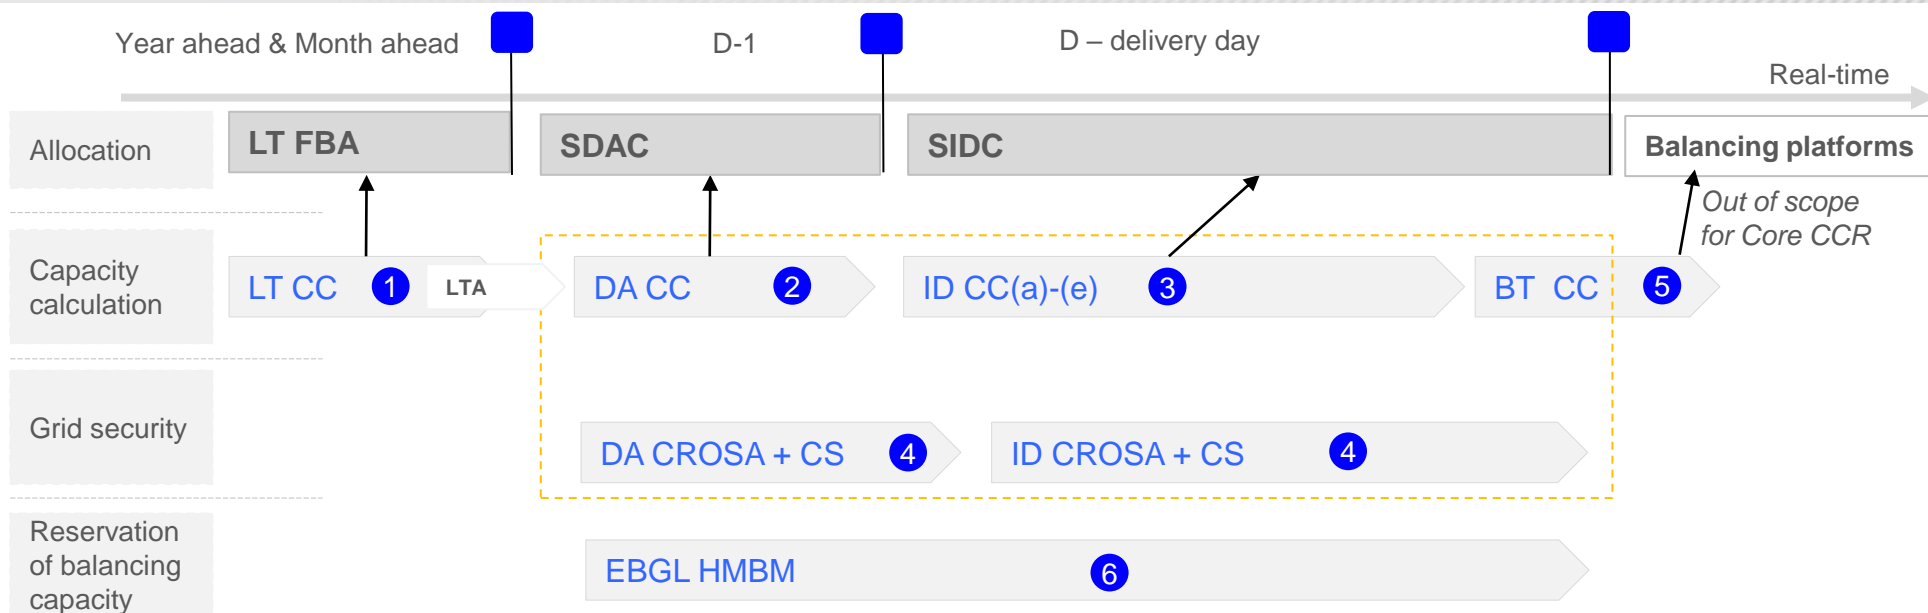 Year ahead & Month ahead
D-1
D – delivery day
Real-time
Allocation
LT FBA
SDAC
SIDC
Balancing platforms
Out of scope
for Core CCR
Capacity
calculation
LT CC 1
LTA
DA CC 2
ID CC(a)-(e) 3
BT CC 5
Grid security
DA CROSA + CS 4
ID CROSA + CS 4
Reservation
of balancing
capacity
EBGL HMBM 6